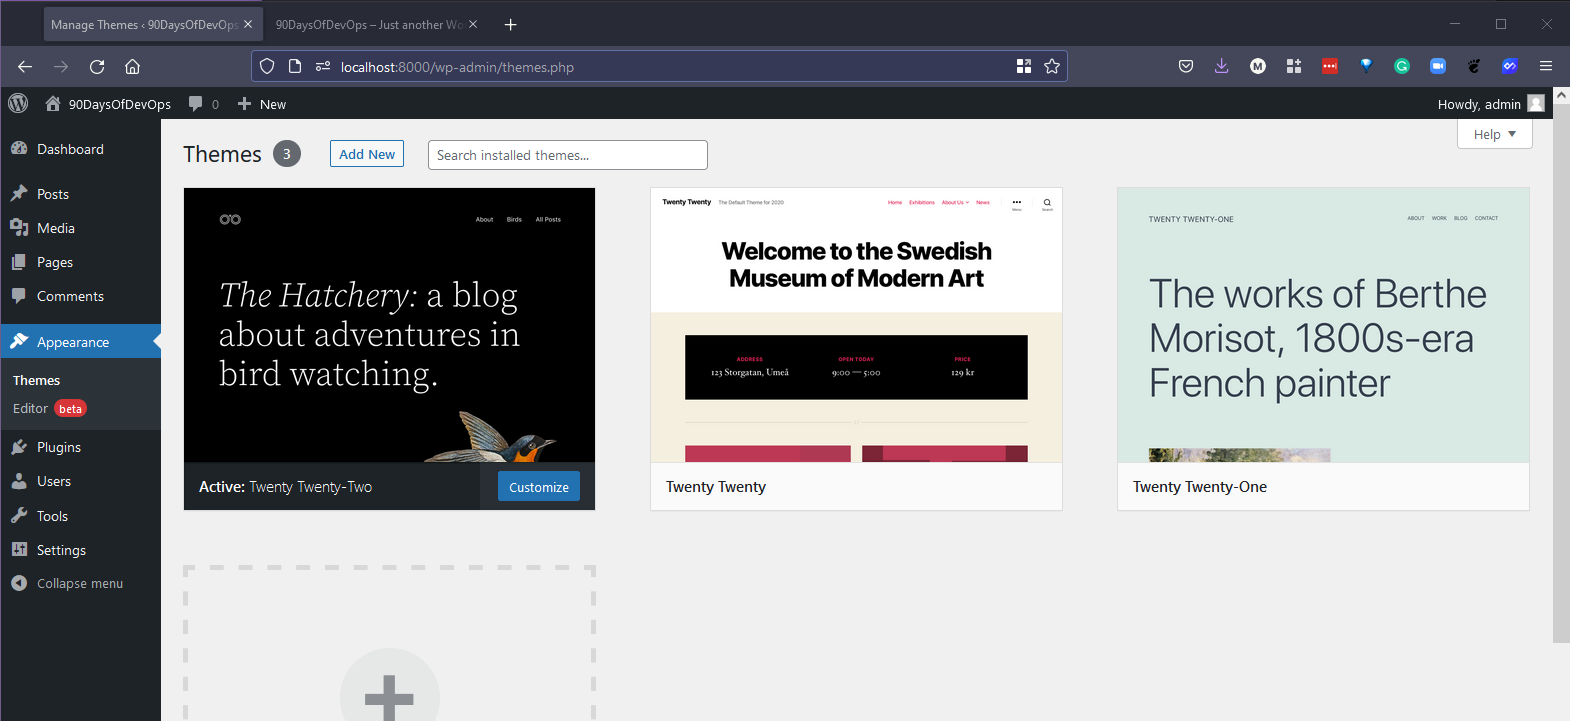 Manage Themes ‹ 90DaysOfDevOps
90DaysOfDevOps – Just another Wo
localhost:8000/wp-admin/themes.php
90DaysOfDevOps
0
New
Howdy, admin
Help
Dashboard
Posts
Media
Pages
Comments
Appearance
Themes
Editor beta
Plugins
Users
Tools
Settings
Collapse menu
Themes 3
Add New
Search installed themes...
About Birds All Posts
The Hatchery: a blog
about adventures in
bird watching.
Active: Twenty Twenty-Two
Customize
Twenty Twenty The Default Theme for 2020
Home Exhibitions About Us News
Menu
Search
Welcome to the Swedish
Museum of Modern Art
ADDRESS
123 Storgatan, Umeå
OPEN TODAY
9:00 — 5:00
PRICE
129 kr
Twenty Twenty
TWENTY TWENTY-ONE
ABOUT WORK BLOG CONTACT
The works of Berthe
Morisot, 1800s-era
French painter
Twenty Twenty-One